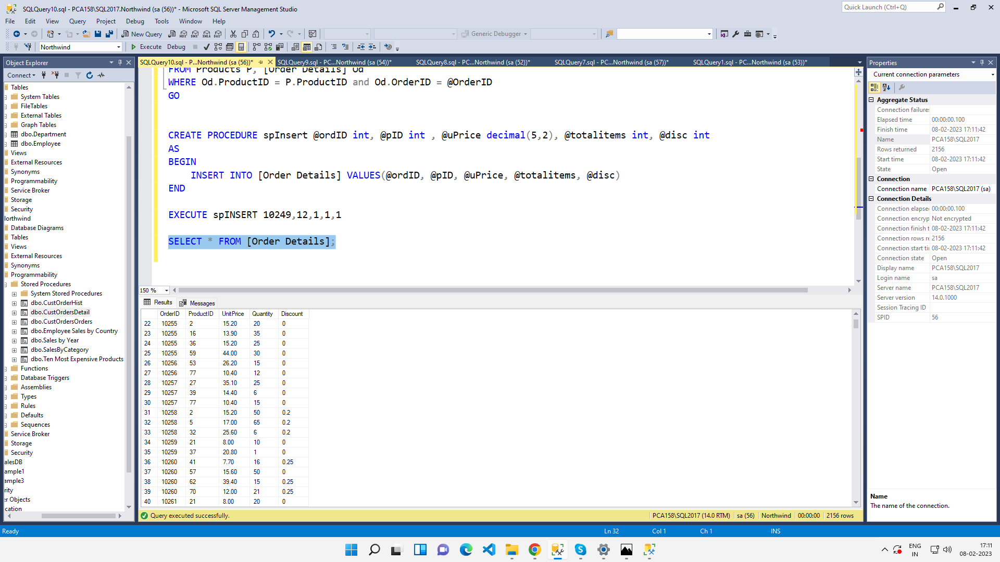 SQLQuery10.sql - PCA158\SQL2017.Northwind (sa (56))* - Microsoft SQL Server Management Studio
Quick Launch (Ctrl+Q)
File Edit View Query Project Debug Tools Window Help
New Query
MDX DMX XMLA DAX
Generic Debugger
Northwind
Execute Debug
Object Explorer
Connect
Tables
System Tables
FileTables
External Tables
Graph Tables
dbo.Department
dbo.Employee
Views
External Resources
Synonyms
Programmability
Service Broker
Storage
Security
lorthwind
Database Diagrams
Tables
Views
External Resources
Synonyms
Programmability
Stored Procedures
System Stored Procedures
dbo.CustOrderHist
dbo.CustOrdersDetail
dbo.CustOrdersOrders
dbo.Employee Sales by Country
dbo.Sales by Year
dbo.SalesByCategory
dbo.Ten Most Expensive Products
Functions
Database Triggers
Assemblies
Types
Rules
Defaults
Sequences
Service Broker
Storage
Security
alesDB
ample1
ample3
rity
er Objects
cation
SQLQuery10.sql - P...Northwind (sa (56))*
SQLQuery9.sql - PC...Northwind (sa (54))*
SQLQuery8.sql - PC...Northwind (sa (52))*
SQLQuery7.sql - PC...Northwind (sa (57))*
SQLQuery1.sql - PC...Northwind (sa (53))*
FROM Products P, [Order Details] Od
WHERE Od.ProductID = P.ProductID and Od.OrderID = @OrderID
GO
CREATE PROCEDURE spInsert @ordID int, @pID int , @uPrice decimal(5,2), @totalitems int, @disc int
AS
BEGIN
INSERT INTO [Order Details] VALUES(@ordID, @pID, @uPrice, @totalitems, @disc)
END
EXECUTE spINSERT 10249,12,1,1,1
SELECT * FROM [Order Details];
150 %
Results Messages
OrderID ProductID UnitPrice Quantity Discount
22 10255 2 15.20 20 0
23 10255 16 13.90 35 0
24 10255 36 15.20 25 0
25 10255 59 44.00 30 0
26 10256 53 26.20 15 0
27 10256 77 10.40 12 0
28 10257 27 35.10 25 0
29 10257 39 14.40 6 0
30 10257 77 10.40 15 0
31 10258 2 15.20 50 0.2
32 10258 5 17.00 65 0.2
33 10258 32 25.60 6 0.2
34 10259 21 8.00 10 0
35 10259 37 20.80 1 0
36 10260 41 7.70 16 0.25
37 10260 57 15.60 50 0
38 10260 62 39.40 15 0.25
39 10260 70 12.00 21 0.25
40 10261 21 8.00 20 0
Query executed successfully.
PCA158\SQL2017 (14.0 RTM) sa (56) Northwind 00:00:00 2156 rows
Properties
Current connection parameters
Aggregate Status
Connection failures
Elapsed time 00:00:00.100
Finish time 08-02-2023 17:11:42
Name PCA158\SQL2017
Rows returned 2156
Start time 08-02-2023 17:11:42
State Open
Connection
Connection name PCA158\SQL2017 (sa)
Connection Details
Connection elapse 00:00:00.100
Connection encryp Not encrypted
Connection finish t 08-02-2023 17:11:42
Connection rows re 2156
Connection start tir 08-02-2023 17:11:42
Connection state Open
Display name PCA158\SQL2017
Login name sa
Server name PCA158\SQL2017
Server version 14.0.1000
Session Tracing ID
SPID 56
Name
The name of the connection.
Ready
Ln 32 Col 1 Ch 1 INS
ENG
IN
17:11
08-02-2023